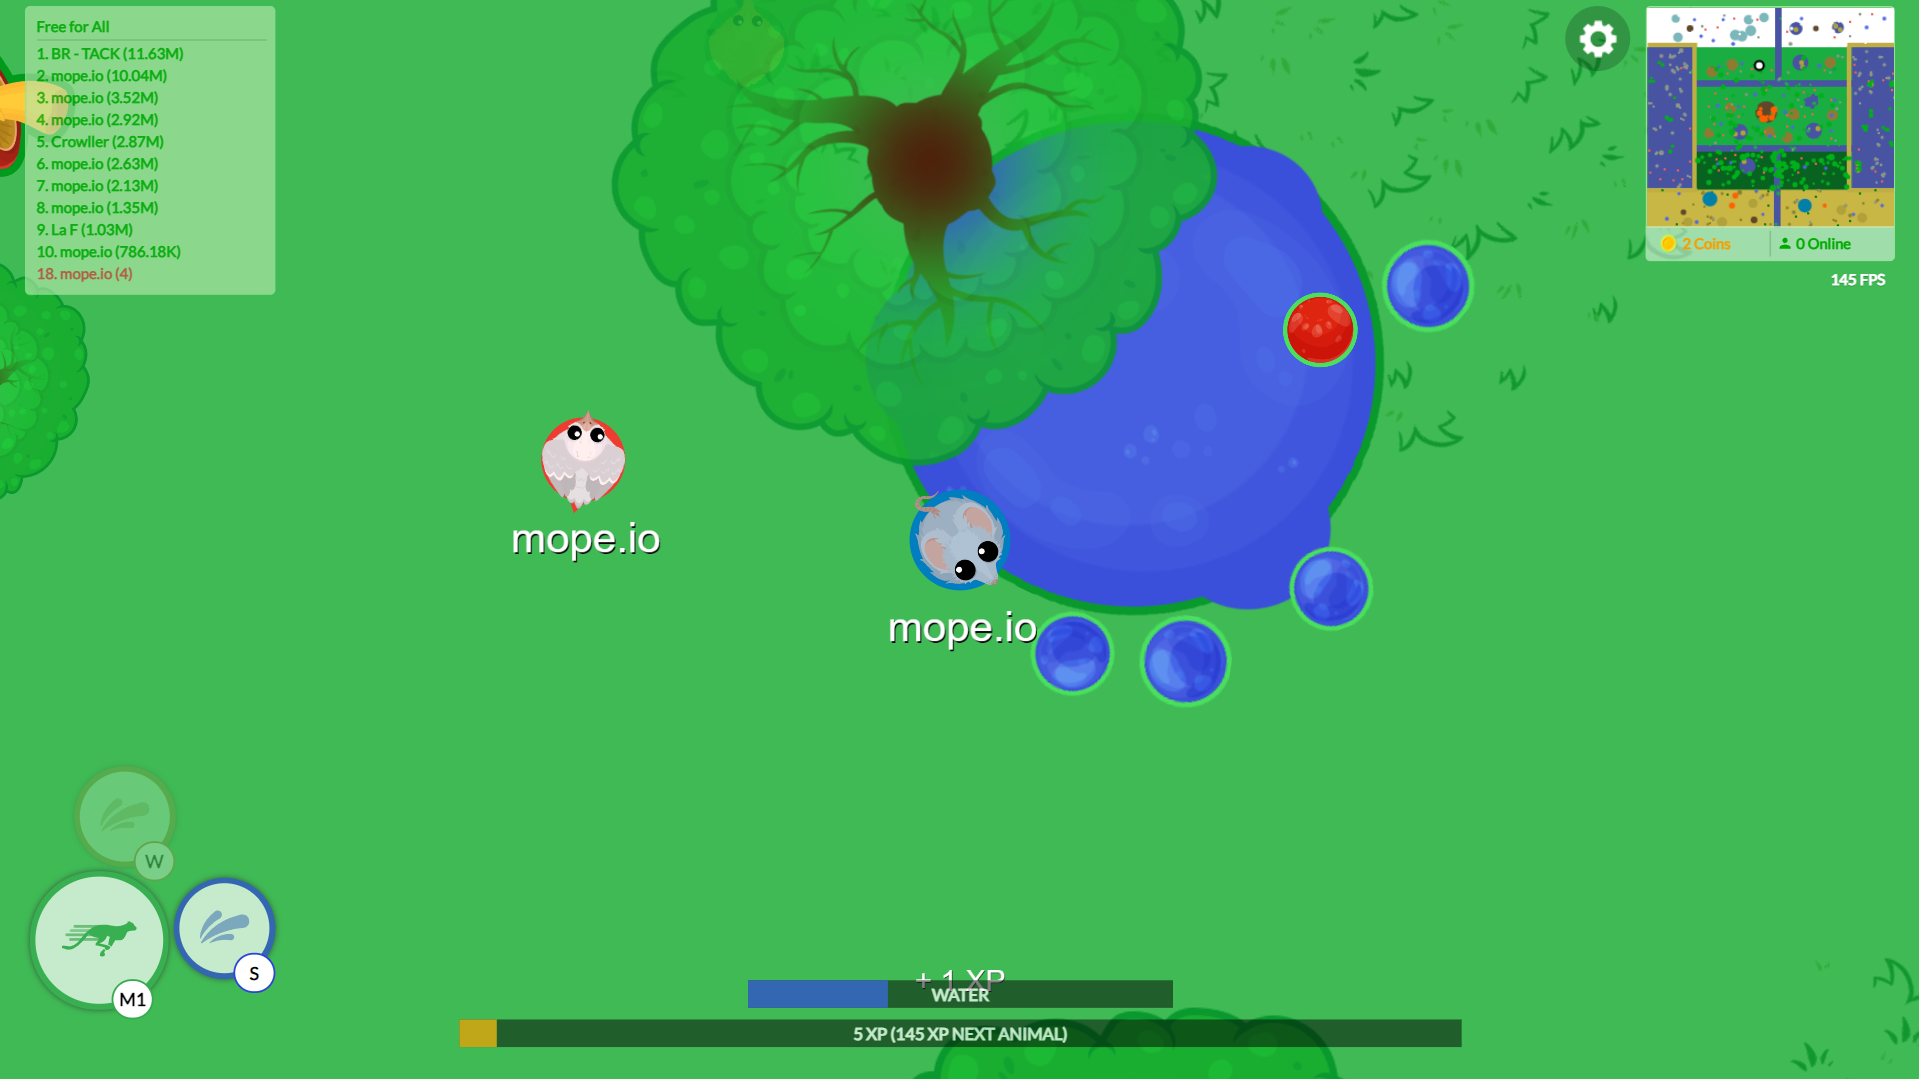 Free for All
1. BR - TACK (11.63M)
2. mope.io (10.04M)
3. mope.io (3.52M)
4. mope.io (2.92M)
5. Crowller (2.87M)
6. mope.io (2.63M)
7. mope.io (2.13M)
8. mope.io (1.35M)
9. La F (1.03M)
10. mope.io (786.18K)
18. mope.io (4)
2 Coins
0 Online
145 FPS
mope.io
mope.io
W
S
M1
+ 1 XP
WATER
5 XP (145 XP NEXT ANIMAL)